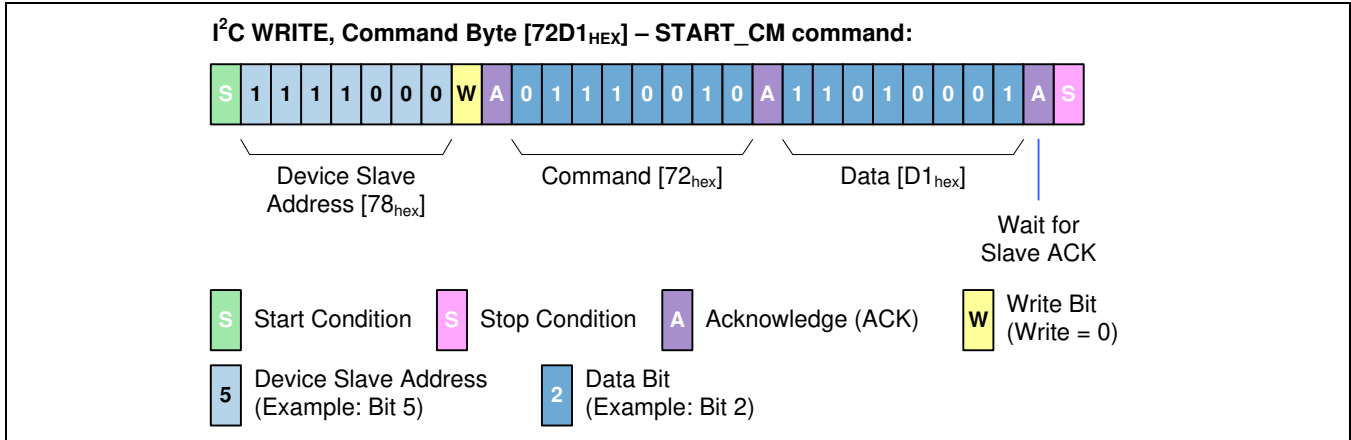 I²C WRITE, Command Byte [72D1HEX] – START_CM command:
S 1 1 1 1 0 0 0 W A 0 1 1 1 0 0 1 0 A 1 1 0 1 0 0 0 1 A S
Device Slave
Address [78hex]
Command [72hex]
Data [D1hex]
Wait for
Slave ACK
S Start Condition
S Stop Condition
A Acknowledge (ACK)
W Write Bit
(Write = 0)
5 Device Slave Address
(Example: Bit 5)
2 Data Bit
(Example: Bit 2)